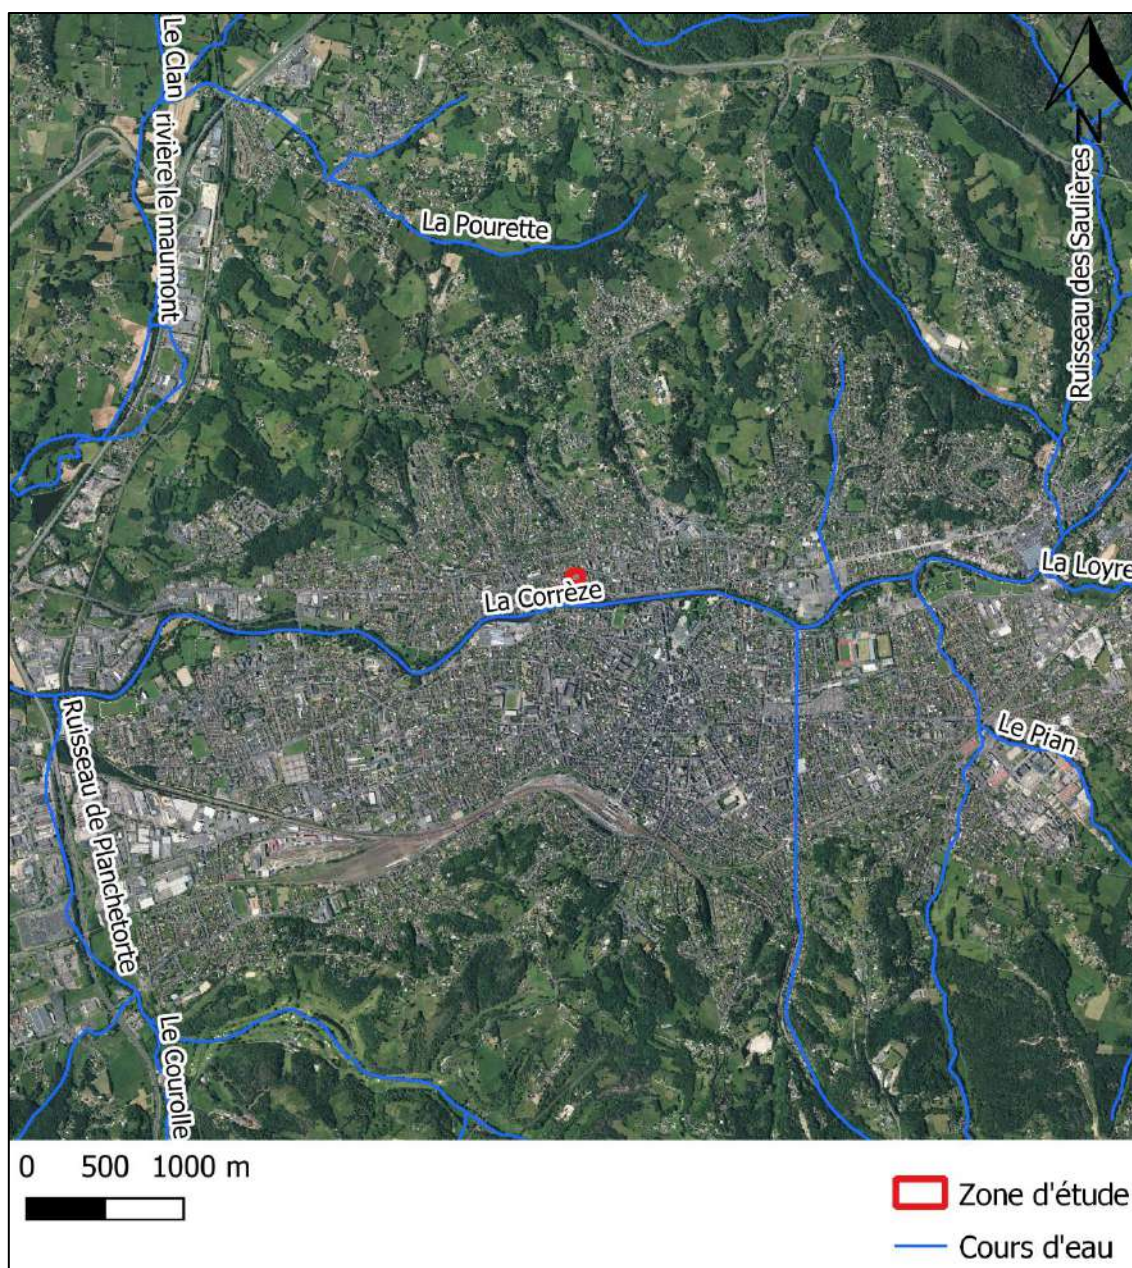 Le Clan
rivière le maumont
N
La Pourette
Ruisseau des Saulières
La Loyre
La Corrèze
Le Pian
Ruisseau de Planchetorte
Le Courolle
0 500 1000 m
Zone d'étude
Cours d'eau